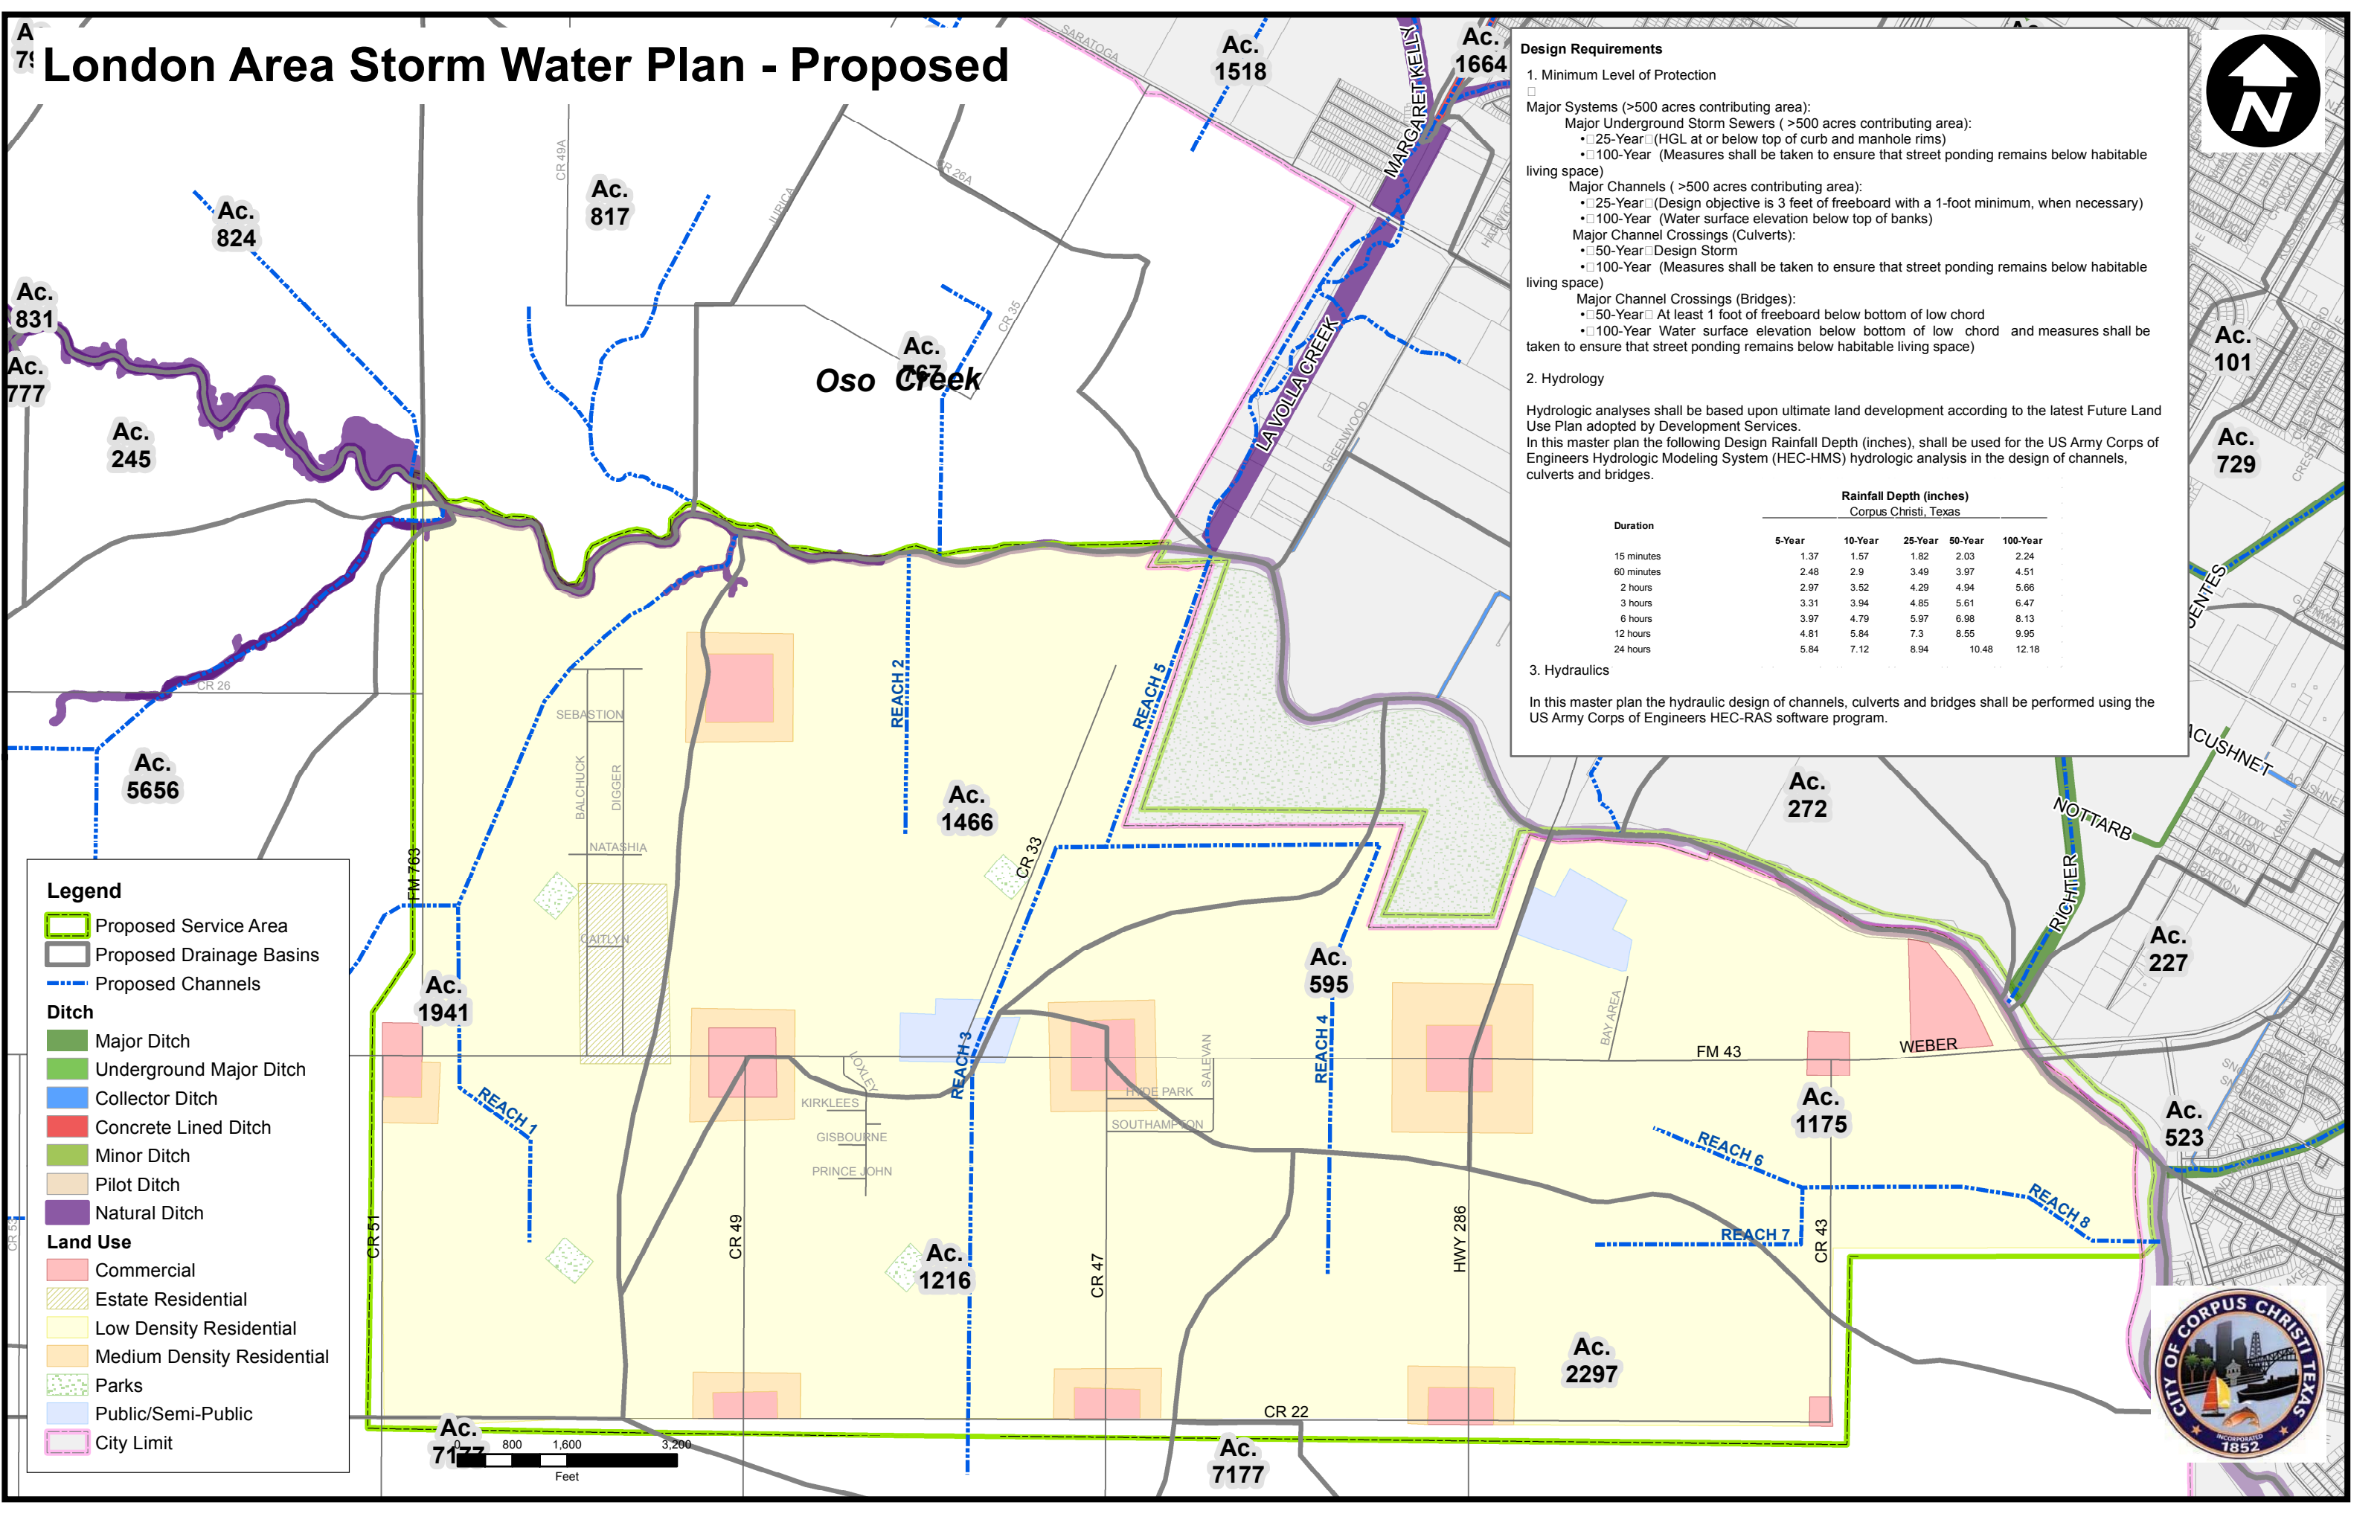 London Area Storm Water Plan - Proposed
Design Requirements
1. Minimum Level of Protection
Major Systems (>500 acres contributing area):
Major Underground Storm Sewers ( >500 acres contributing area):
•□25-Year□(HGL at or below top of curb and manhole rims)
•□100-Year (Measures shall be taken to ensure that street ponding remains below habitable
living space)
Major Channels ( >500 acres contributing area):
•□25-Year□(Design objective is 3 feet of freeboard with a 1-foot minimum, when necessary)
•□100-Year (Water surface elevation below top of banks)
Major Channel Crossings (Culverts):
•□50-Year□Design Storm
•□100-Year (Measures shall be taken to ensure that street ponding remains below habitable
living space)
Major Channel Crossings (Bridges):
•□50-Year□ At least 1 foot of freeboard below bottom of low chord
•□100-Year Water surface elevation below bottom of low chord and measures shall be
taken to ensure that street ponding remains below habitable living space)
2. Hydrology
Hydrologic analyses shall be based upon ultimate land development according to the latest Future Land
Use Plan adopted by Development Services.
In this master plan the following Design Rainfall Depth (inches), shall be used for the US Army Corps of
Engineers Hydrologic Modeling System (HEC-HMS) hydrologic analysis in the design of channels,
culverts and bridges.
Rainfall Depth (inches)
Corpus Christi, Texas
Duration
5-Year 10-Year 25-Year 50-Year 100-Year
15 minutes 1.37 1.57 1.82 2.03 2.24
60 minutes 2.48 2.9 3.49 3.97 4.51
2 hours 2.97 3.52 4.29 4.94 5.66
3 hours 3.31 3.94 4.85 5.61 6.47
6 hours 3.97 4.79 5.97 6.98 8.13
12 hours 4.81 5.84 7.3 8.55 9.95
24 hours 5.84 7.12 8.94 10.48 12.18
3. Hydraulics
In this master plan the hydraulic design of channels, culverts and bridges shall be performed using the
US Army Corps of Engineers HEC-RAS software program.
N
SARATOGA
Ac.
1518
Ac.
1664
MARGARET KELLY
CR 49A
JURICA
CR 26A
Ac.
817
Ac.
824
Ac.
831
Ac.
777
Ac.
245
CR 35
Ac.
767
Oso Creek
LA VOLLA CREEK
GREENWOOD
Ac.
101
Ac.
729
CR 26
Ac.
5656
SEBASTION
BALCHUCK
DIGGER
NATASHIA
CAITLYN
REACH 2
REACH 5
Ac.
1466
CR 33
Ac.
272
ACUSHNET
ACUSHNET
NOTTARB
WOW
SATURN
APOLLO
GRATTON
KRAM
RICHTER
Ac.
227
FM 763
Ac.
1941
REACH 1
LOXLEY
KIRKLEES
GISBOURNE
PRINCE JOHN
REACH 3
Ac.
595
REACH 4
SALEVAN
HYDE PARK
SOUTHAMPTON
BAY AREA
FM 43
WEBER
Ac.
1175
Ac.
523
REACH 6
REACH 7
REACH 8
CR 51
CR 49
Ac.
1216
CR 47
HWY 286
CR 43
LAKE MICA
Ac.
2297
CR 22
Ac.
7177
Ac.
7177
Legend
Proposed Service Area
Proposed Drainage Basins
Proposed Channels
Ditch
Major Ditch
Underground Major Ditch
Collector Ditch
Concrete Lined Ditch
Minor Ditch
Pilot Ditch
Natural Ditch
Land Use
Commercial
Estate Residential
Low Density Residential
Medium Density Residential
Parks
Public/Semi-Public
City Limit
0 800 1,600 3,200
Feet
CITY OF CORPUS CHRISTI TEXAS
INCORPORATED
1852